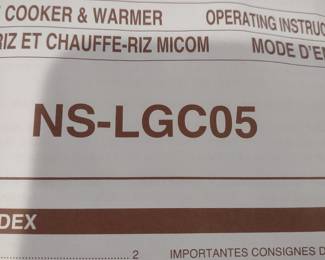 COOKER & WARMER OPERATING INSTRUC
RIZ ET CHAUFFE-RIZ MICOM MODE D'E
NS-LGC05
DEX
2 IMPORTANTES CONSIGNES D